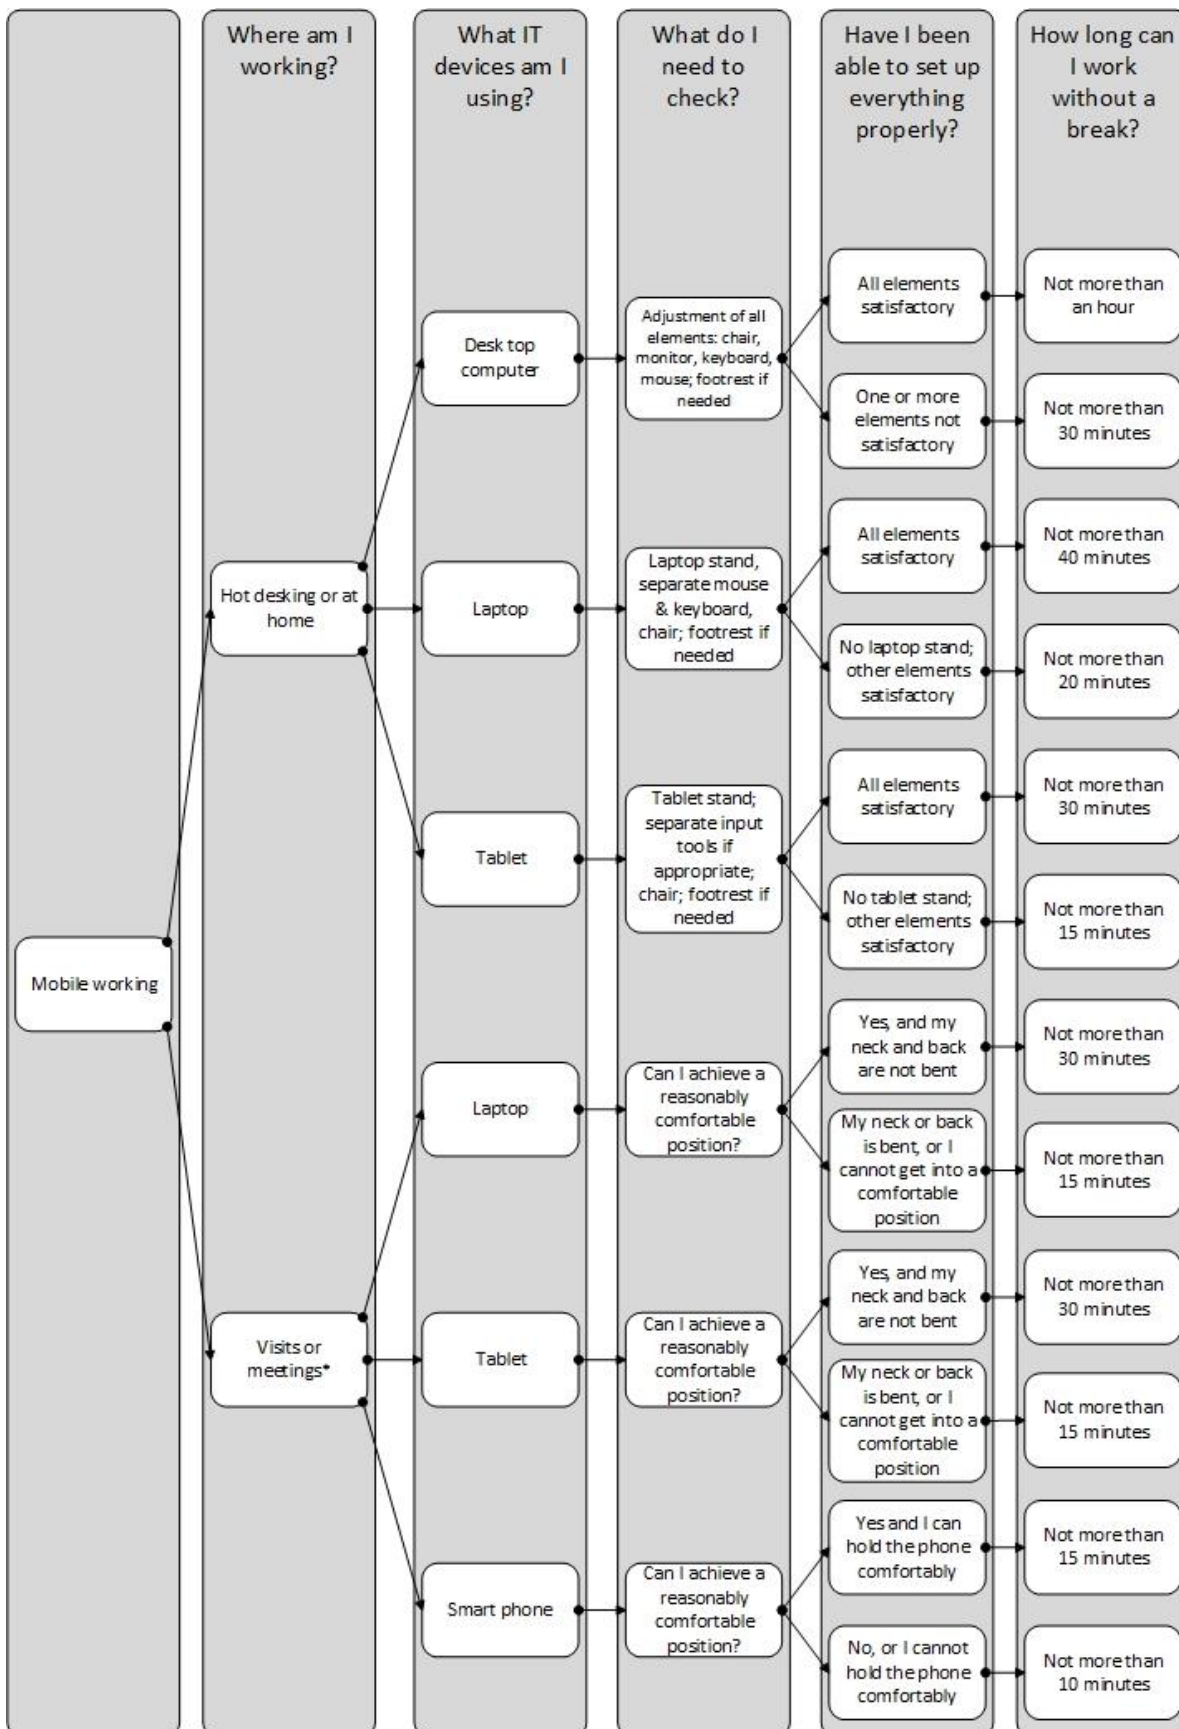 Where am I
working?
What IT
devices am I
using?
What do I
need to
check?
Have I been
able to set up
everything
properly?
How long can
I work
without a
break?
Mobile working
Hot desking or at
home
Desk top
computer
Adjustment of all
elements: chair,
monitor, keyboard,
mouse; footrest if
needed
All elements
satisfactory
Not more than
an hour
One or more
elements not
satisfactory
Not more than
30 minutes
Laptop
Laptop stand,
separate mouse
& keyboard,
chair; footrest if
needed
All elements
satisfactory
Not more than
40 minutes
No laptop stand;
other elements
satisfactory
Not more than
20 minutes
Tablet
Tablet stand;
separate input
tools if
appropriate;
chair; footrest if
needed
All elements
satisfactory
Not more than
30 minutes
No tablet stand;
other elements
satisfactory
Not more than
15 minutes
Visits or
meetings*
Laptop
Can I achieve a
reasonably
comfortable
position?
Yes, and my
neck and back
are not bent
Not more than
30 minutes
My neck or back
is bent, or I
cannot get into a
comfortable
position
Not more than
15 minutes
Tablet
Can I achieve a
reasonably
comfortable
position?
Yes, and my
neck and back
are not bent
Not more than
30 minutes
My neck or back
is bent, or I
cannot get into a
comfortable
position
Not more than
15 minutes
Smart phone
Can I achieve a
reasonably
comfortable
position?
Yes and I can
hold the phone
comfortably
Not more than
15 minutes
No, or I cannot
hold the phone
comfortably
Not more than
10 minutes